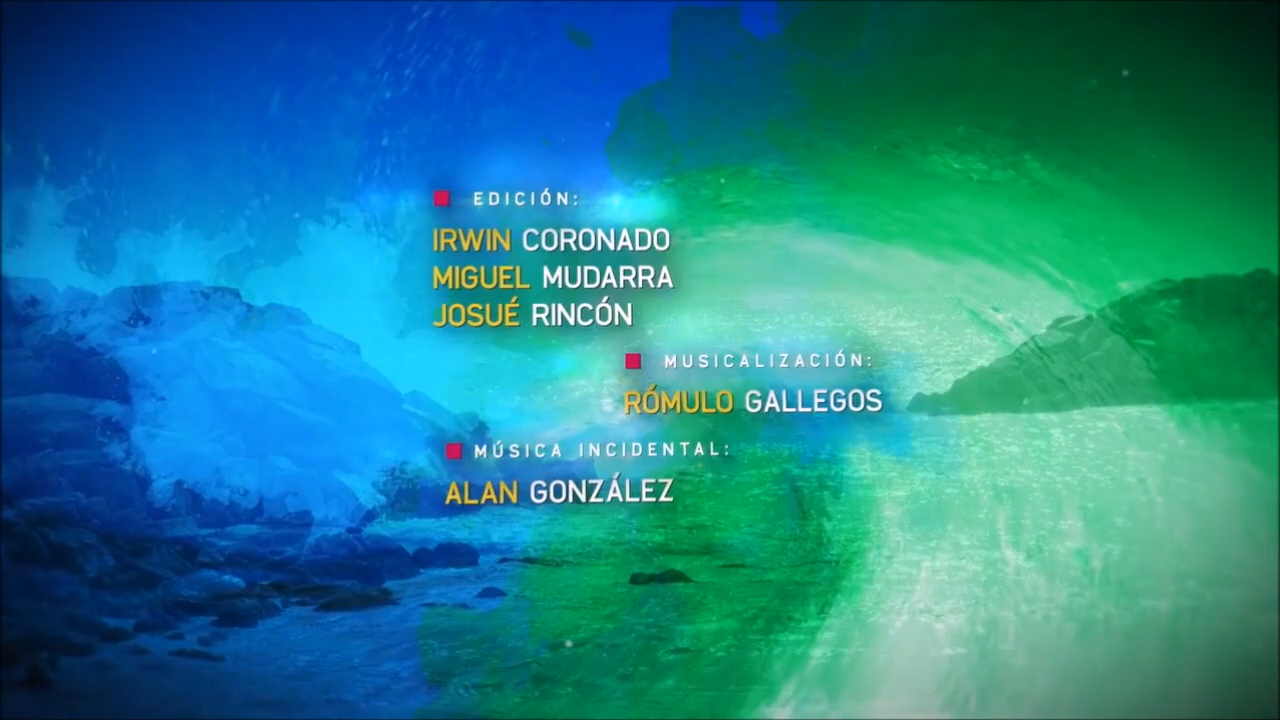 EDICIÓN:
IRWIN CORONADO
MIGUEL MUDARRA
JOSUÉ RINCÓN
MUSICALIZACIÓN:
RÓMULO GALLEGOS
MÚSICA INCIDENTAL:
ALAN GONZÁLEZ